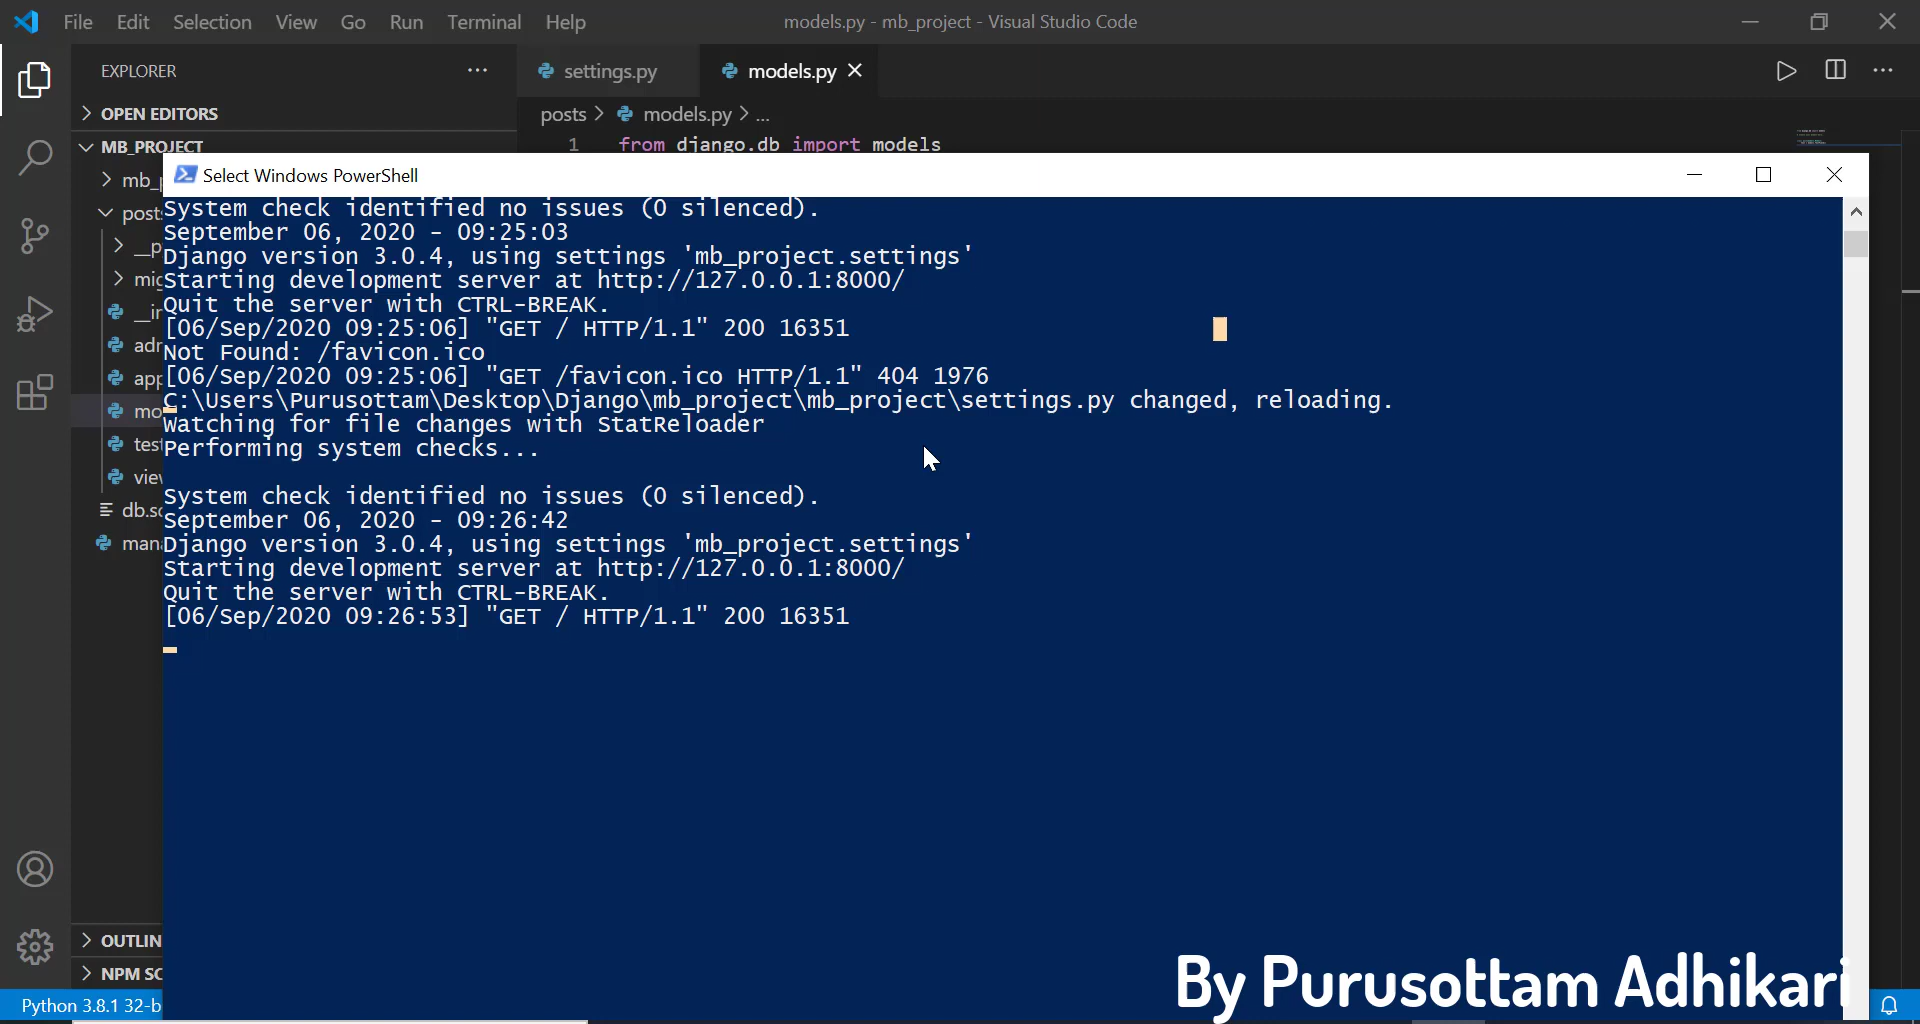 File Edit Selection View Go Run Terminal Help
models.py - mb_project - Visual Studio Code
EXPLORER
settings.py
models.py
OPEN EDITORS
posts > models.py > ...
MB_PROJECT
1 from django.db import models
Select Windows PowerShell
System check identified no issues (0 silenced).
September 06, 2020 - 09:25:03
Django version 3.0.4, using settings 'mb_project.settings'
Starting development server at http://127.0.0.1:8000/
Quit the server with CTRL-BREAK.
[06/Sep/2020 09:25:06] "GET / HTTP/1.1" 200 16351
Not Found: /favicon.ico
[06/Sep/2020 09:25:06] "GET /favicon.ico HTTP/1.1" 404 1976
C:\Users\Purusottam\Desktop\Django\mb_project\mb_project\settings.py changed, reloading.
Watching for file changes with StatReloader
Performing system checks...
System check identified no issues (0 silenced).
September 06, 2020 - 09:26:42
Django version 3.0.4, using settings 'mb_project.settings'
Starting development server at http://127.0.0.1:8000/
Quit the server with CTRL-BREAK.
[06/Sep/2020 09:26:53] "GET / HTTP/1.1" 200 16351
NPM
Python 3.8.1 32-b
By Purusottam Adhikari